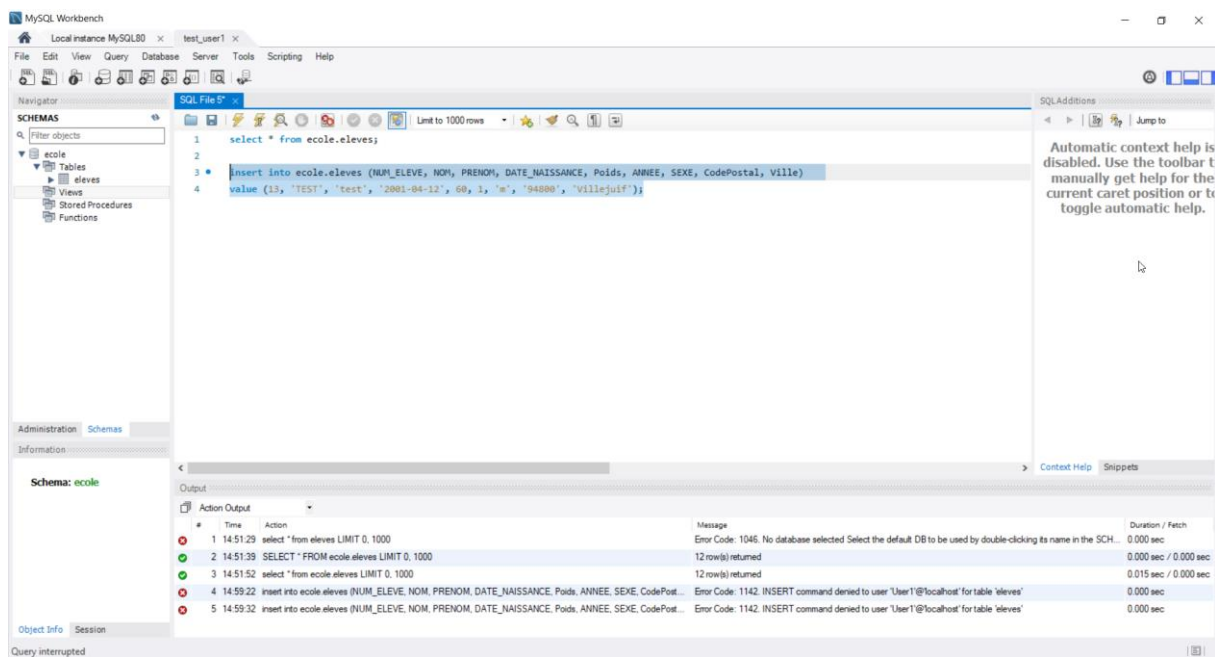 MySQL Workbench
Local instance MySQL80 × test_user1 ×
File Edit View Query Database Server Tools Scripting Help
Navigator
SCHEMAS
Filter objects
ecole
Tables
eleves
Views
Stored Procedures
Functions
Administration Schemas
Information
Schema: ecole
Object Info Session
SQL File 5* ×
Limit to 1000 rows
1 select * from ecole.eleves;
2
3 insert into ecole.eleves (NUM_ELEVE, NOM, PRENOM, DATE_NAISSANCE, Poids, ANNEE, SEXE, CodePostal, Ville)
4 value (13, 'TEST', 'test', '2001-04-12', 60, 1, 'm', '94800', 'Villejuif');
SQLAdditions
Jump to
Automatic context help is
disabled. Use the toolbar t
manually get help for the
current caret position or to
toggle automatic help.
Context Help Snippets
Output
Action Output
# Time Action Message Duration / Fetch
1 14:51:29 select * from eleves LIMIT 0, 1000 Error Code: 1046. No database selected Select the default DB to be used by double-clicking its name in the SCH... 0.000 sec
2 14:51:39 SELECT * FROM ecole.eleves LIMIT 0, 1000 12 row(s) returned 0.000 sec / 0.000 sec
3 14:51:52 select * from ecole.eleves LIMIT 0, 1000 12 row(s) returned 0.015 sec / 0.000 sec
4 14:59:22 insert into ecole.eleves (NUM_ELEVE, NOM, PRENOM, DATE_NAISSANCE, Poids, ANNEE, SEXE, CodePost... Error Code: 1142. INSERT command denied to user 'User1'@'localhost' for table 'eleves' 0.000 sec
5 14:59:32 insert into ecole.eleves (NUM_ELEVE, NOM, PRENOM, DATE_NAISSANCE, Poids, ANNEE, SEXE, CodePost... Error Code: 1142. INSERT command denied to user 'User1'@'localhost' for table 'eleves' 0.000 sec
Query interrupted